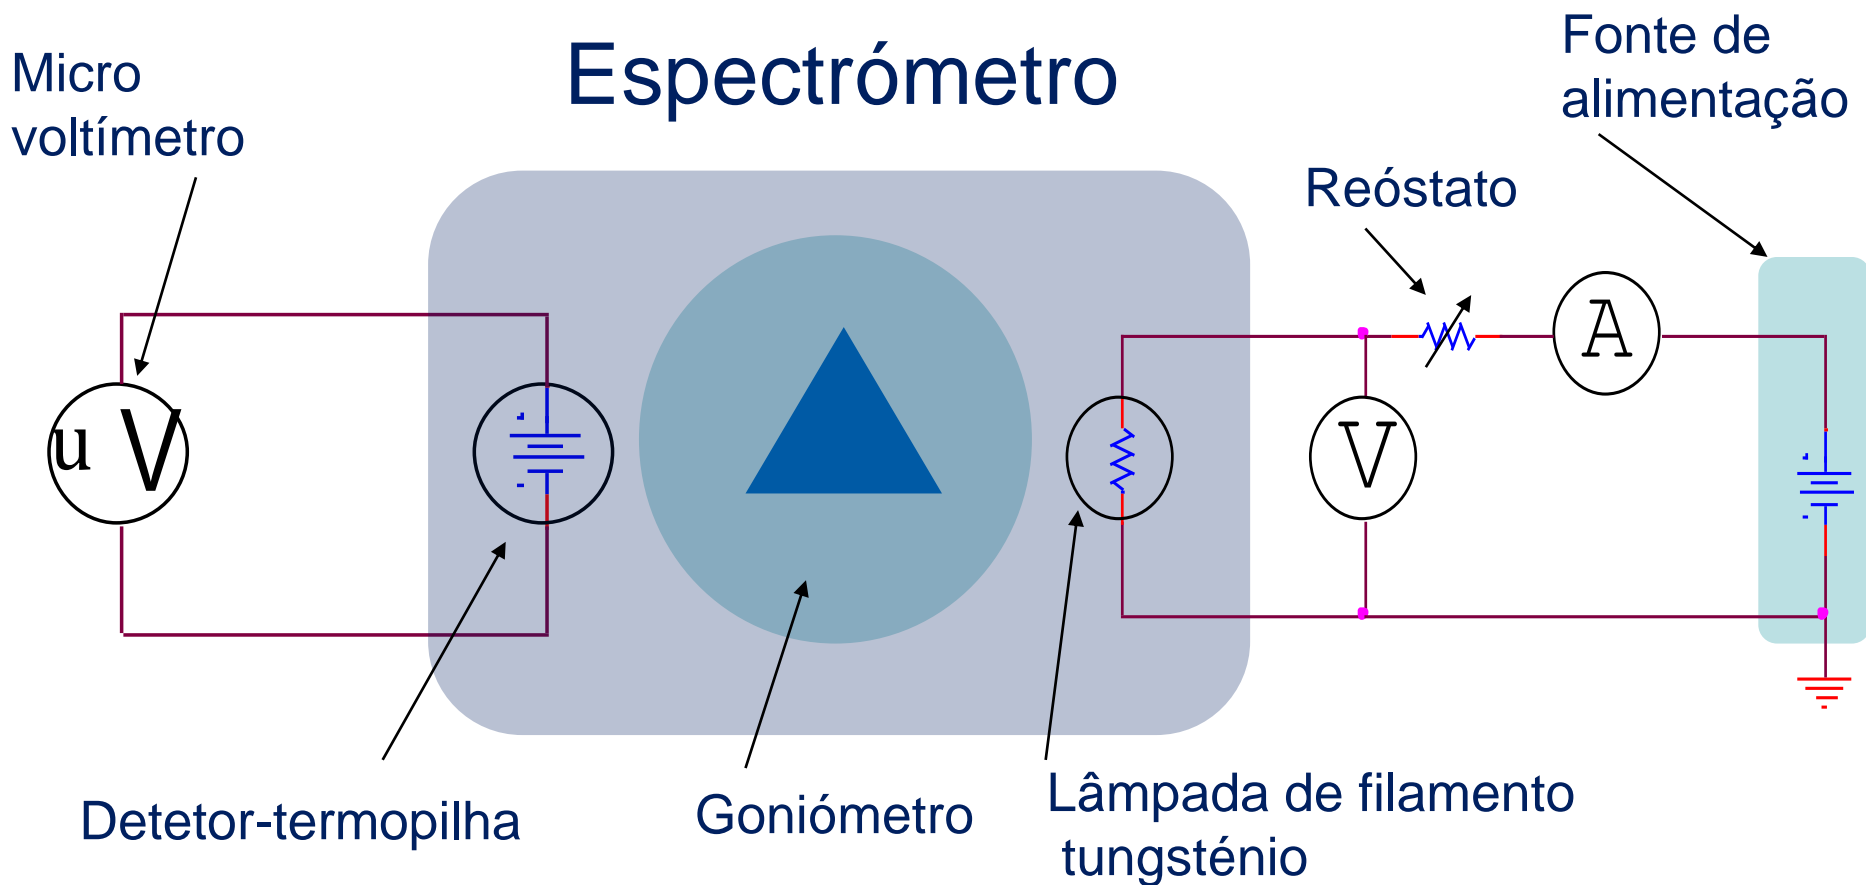 Espectrómetro
Micro
voltímetro
Fonte de
alimentação
Reóstato
A
u V
V
Detetor-termopilha
Goniómetro
Lâmpada de filamento
tungsténio